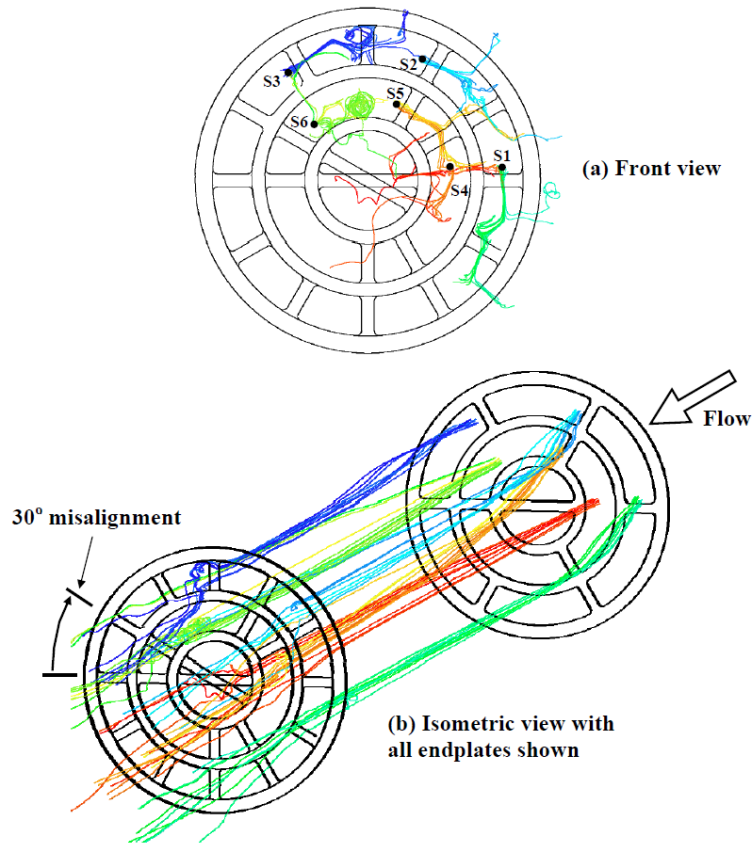 S3
S2
S5
S6
S1
S4
(a) Front view
Flow
30° misalignment
(b) Isometric view with
all endplates shown